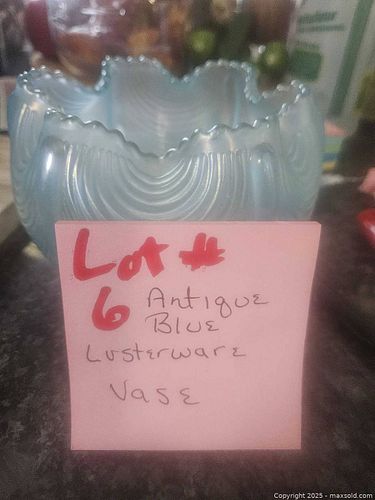 Lot #
6 Antique
Blue
Lusterware
Vase
Copyright 2025 - maxsold.com